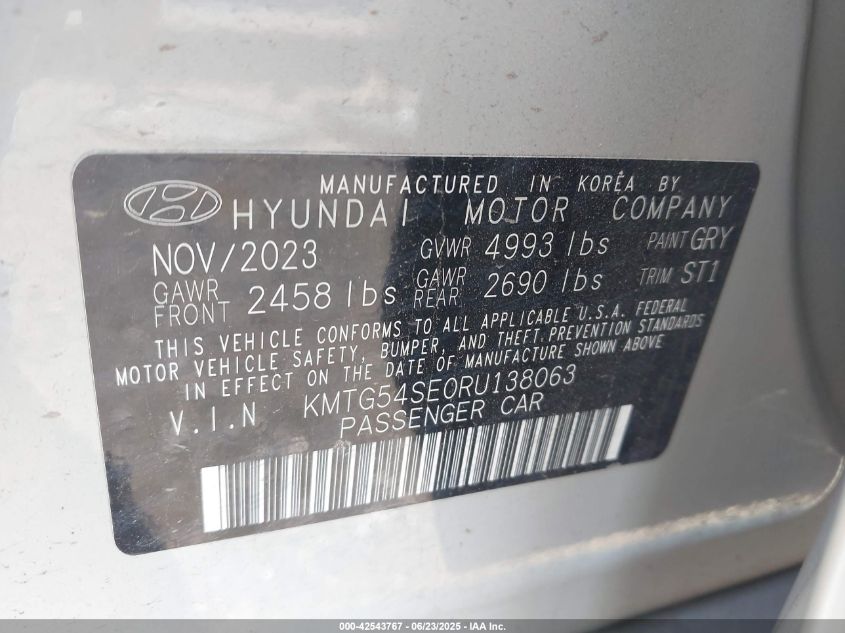 MANUFACTURED IN KOREA BY
HYUNDAI MOTOR COMPANY
NOV/2023 GVWR 4993 lbs PAINT GRY
GAWR FRONT 2458 lbs GAWR REAR 2690 lbs TRIM ST1
THIS VEHICLE CONFORMS TO ALL APPLICABLE U.S.A. FEDERAL
MOTOR VEHICLE SAFETY, BUMPER, AND THEFT PREVENTION STANDARDS
IN EFFECT ON THE DATE OF MANUFACTURE SHOWN ABOVE
V.I.N KMTG54SE0RU138063
PASSENGER CAR
000-42543767 - 06/23/2025 - IAA Inc.